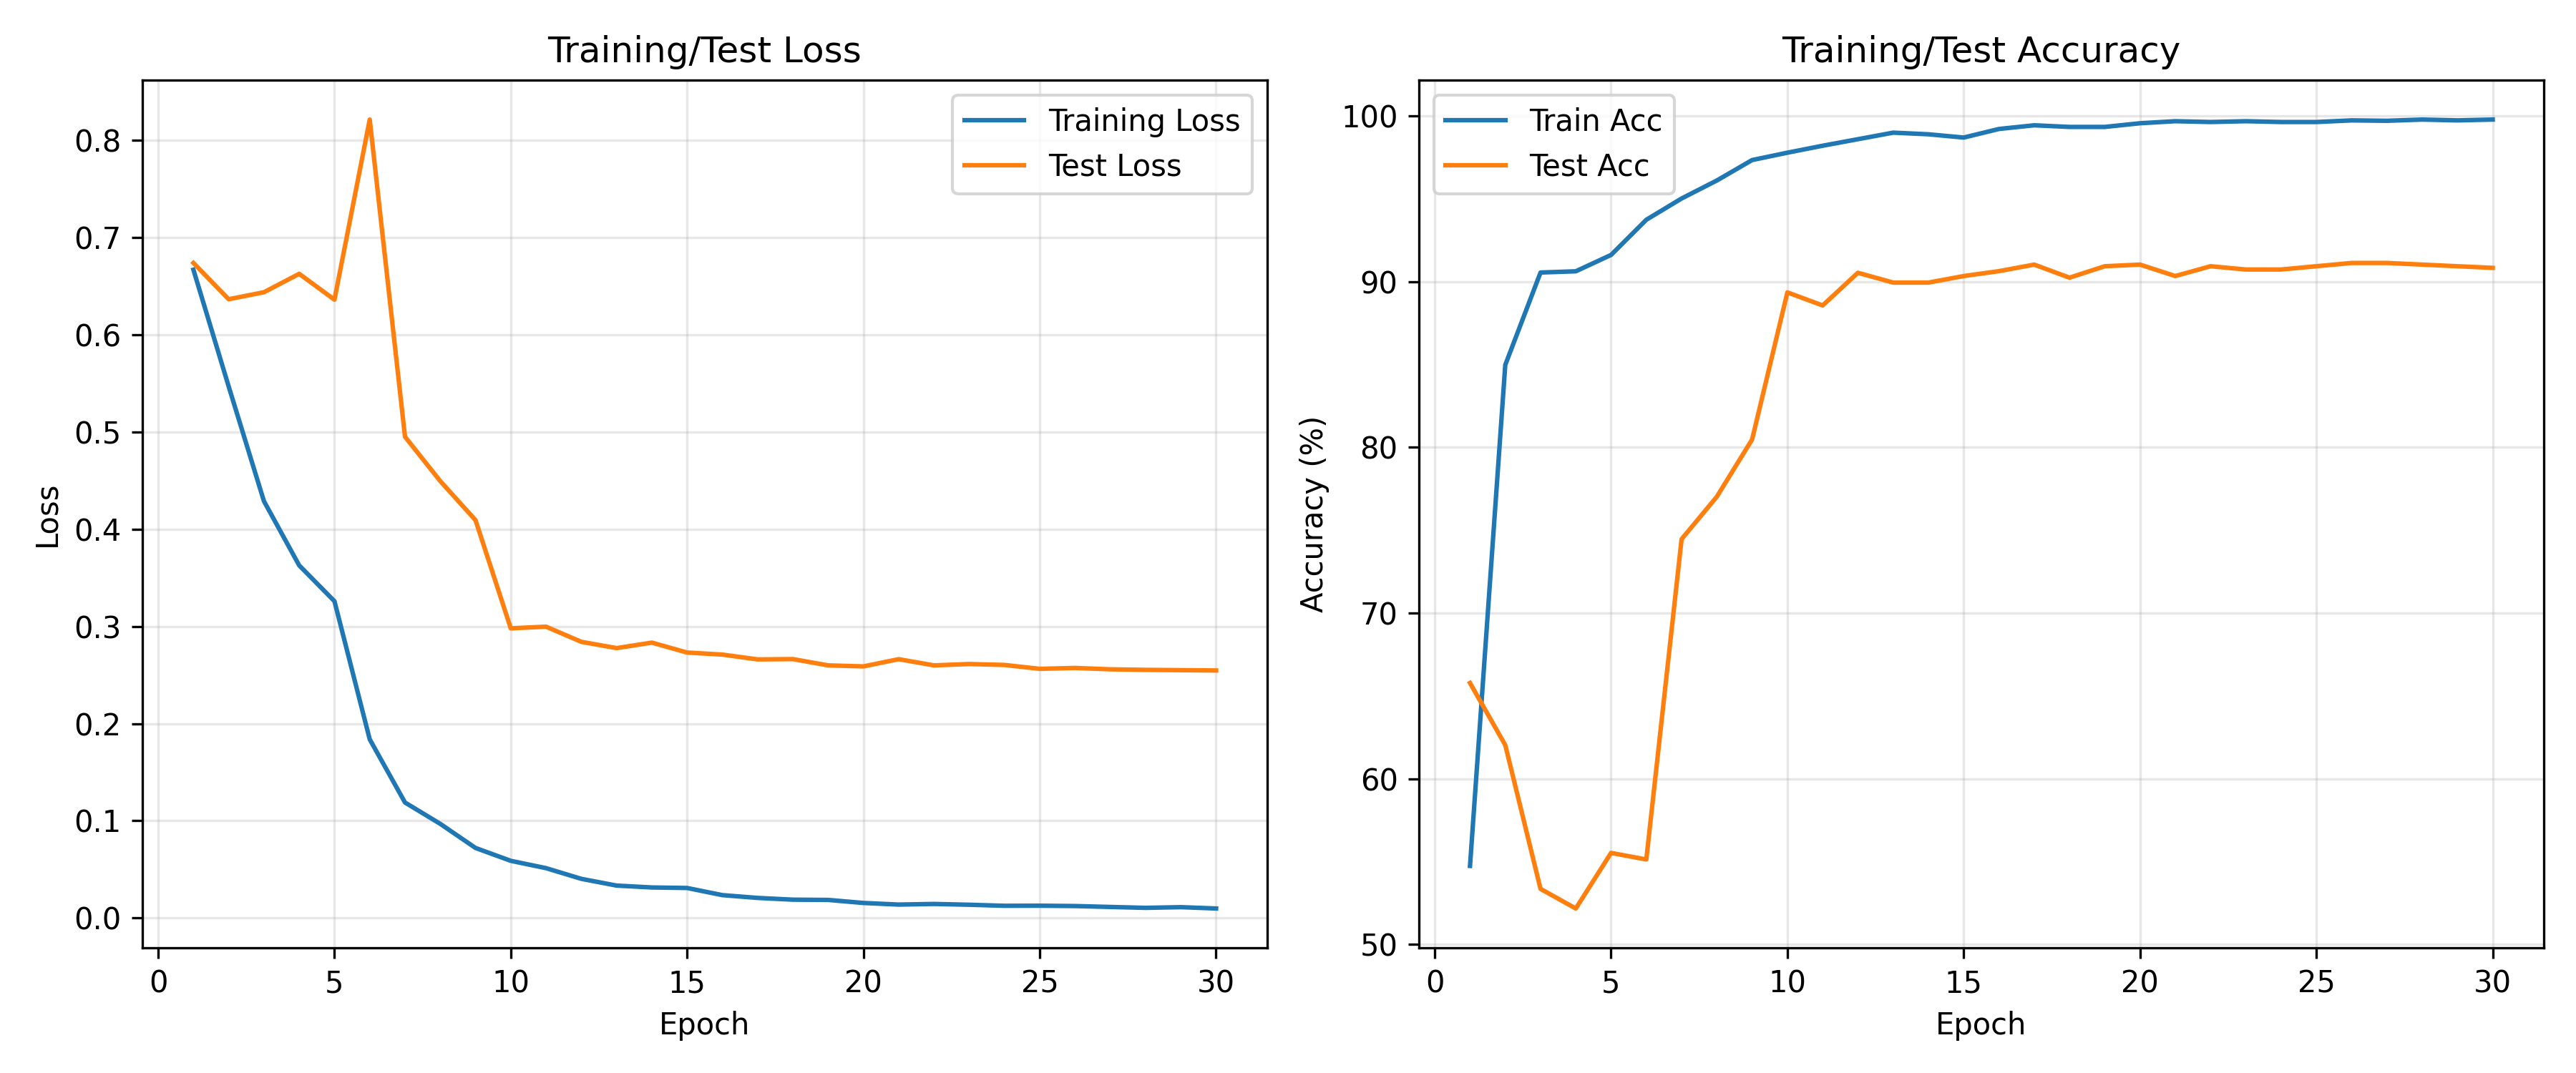 Training/Test Loss
Training Loss
Test Loss
0.8
0.7
0.6
0.5
0.4
0.3
0.2
0.1
0.0
Loss
0 5 10 15 20 25 30
Epoch
Training/Test Accuracy
Train Acc
Test Acc
100
90
80
70
60
50
Accuracy (%)
0 5 10 15 20 25 30
Epoch